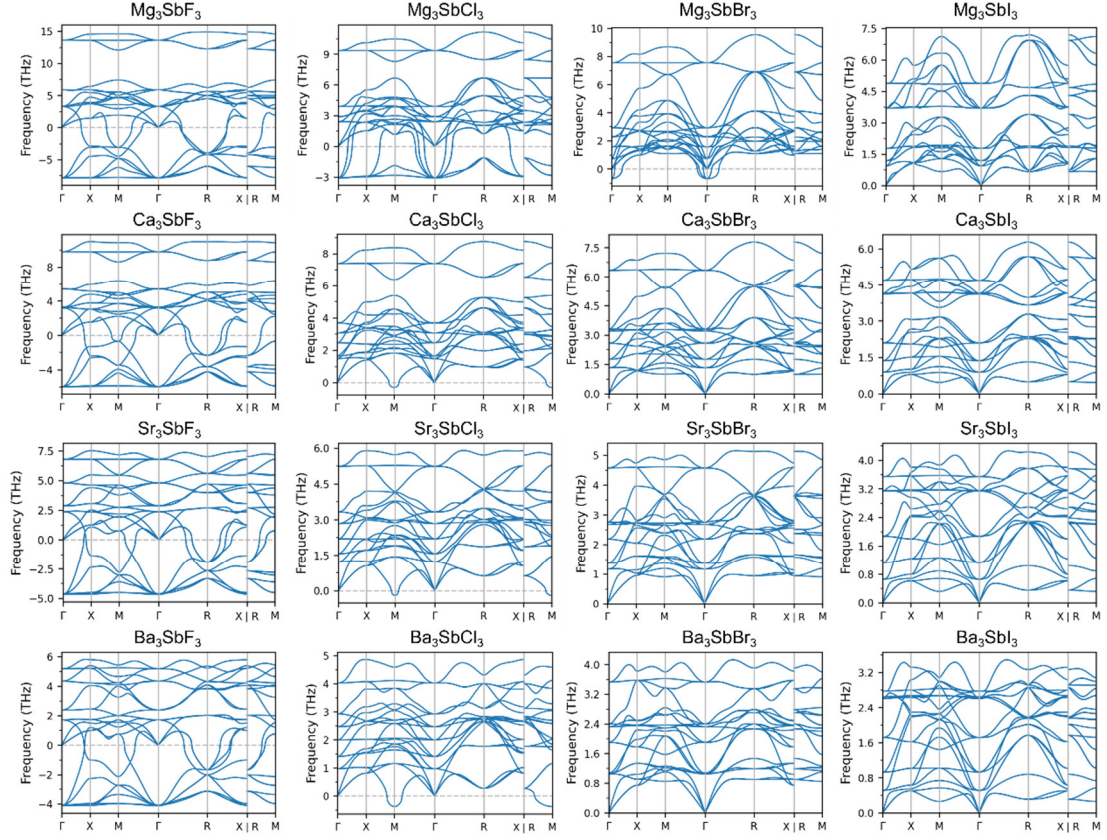 Mg₃SbF₃ Mg₃SbCl₃ Mg₃SbBr₃ Mg₃SbI₃
Frequency (THz)
15
10
5
0
−5
Γ X M Γ R X | R M
Frequency (THz)
9
6
3
0
−3
Γ X M Γ R X | R M
Frequency (THz)
10
8
6
4
2
0
Γ X M Γ R X | R M
Frequency (THz)
7.5
6.0
4.5
3.0
1.5
0.0
Γ X M Γ R X | R M
Ca₃SbF₃ Ca₃SbCl₃ Ca₃SbBr₃ Ca₃SbI₃
Frequency (THz)
8
4
0
−4
Γ X M Γ R X | R M
Frequency (THz)
8
6
4
2
0
Γ X M Γ R X | R M
Frequency (THz)
7.5
6.0
4.5
3.0
1.5
0.0
Γ X M Γ R X | R M
Frequency (THz)
6.0
4.5
3.0
1.5
0.0
Γ X M Γ R X | R M
Sr₃SbF₃ Sr₃SbCl₃ Sr₃SbBr₃ Sr₃SbI₃
Frequency (THz)
7.5
5.0
2.5
0.0
−2.5
−5.0
Γ X M Γ R X | R M
Frequency (THz)
6.0
4.5
3.0
1.5
0.0
Γ X M Γ R X | R M
Frequency (THz)
5
4
3
2
1
0
Γ X M Γ R X | R M
Frequency (THz)
4.0
3.2
2.4
1.6
0.8
0.0
Γ X M Γ R X | R M
Ba₃SbF₃ Ba₃SbCl₃ Ba₃SbBr₃ Ba₃SbI₃
Frequency (THz)
6
4
2
0
−2
−4
Γ X M Γ R X | R M
Frequency (THz)
5
4
3
2
1
0
Γ X M Γ R X | R M
Frequency (THz)
4.0
3.2
2.4
1.6
0.8
0.0
Γ X M Γ R X | R M
Frequency (THz)
3.2
2.4
1.6
0.8
0.0
Γ X M Γ R X | R M